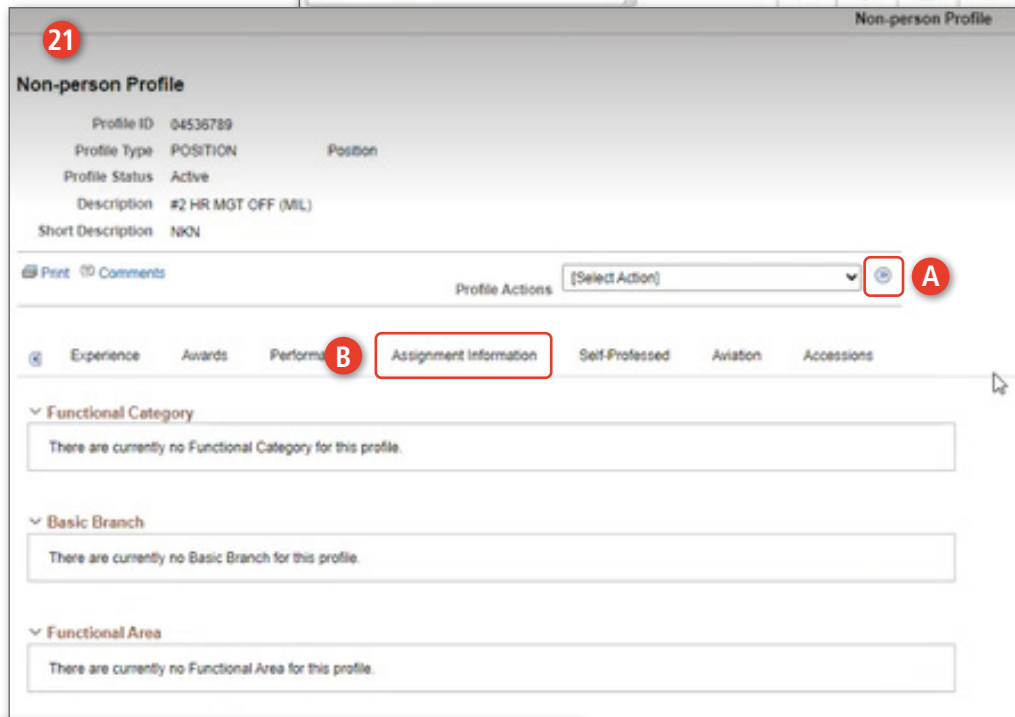 Non-person Profile
21
Non-person Profile
Profile ID 04536789
Profile Type POSITION Position
Profile Status Active
Description #2 HR MGT OFF (MIL)
Short Description NKN
Print Comments
Profile Actions [Select Action] A
Experience Awards Performa B Assignment Information Self-Professed Aviation Accessions
Functional Category
There are currently no Functional Category for this profile.
Basic Branch
There are currently no Basic Branch for this profile.
Functional Area
There are currently no Functional Area for this profile.